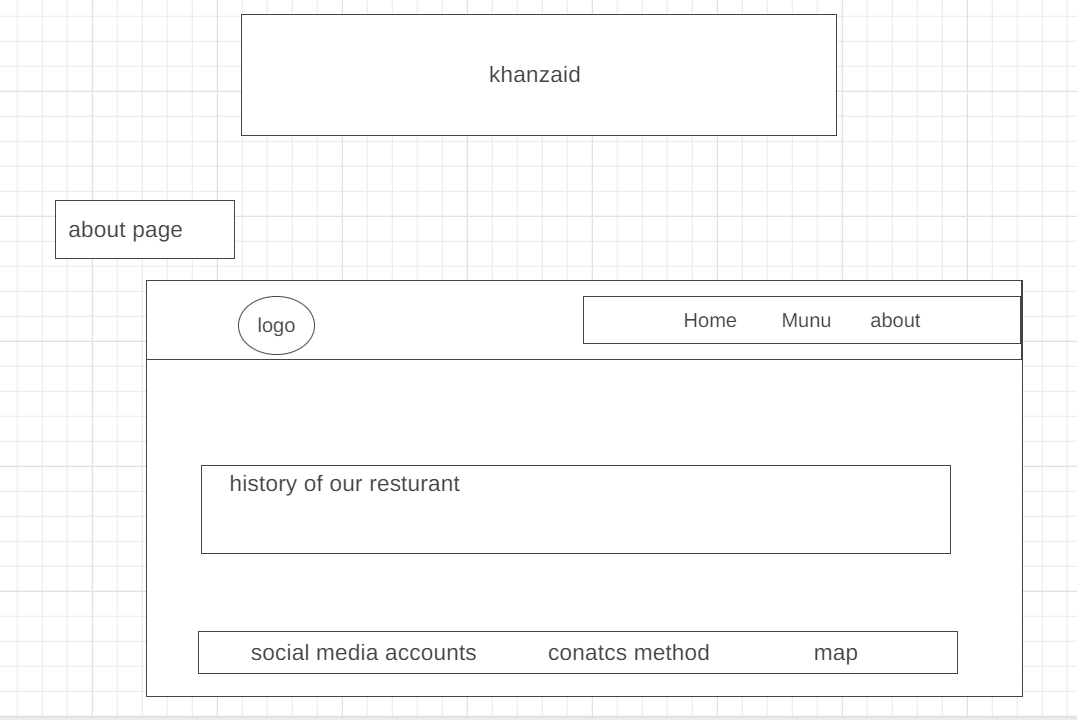 khanzaid
about page
logo
Home Munu about
history of our resturant
social media accounts conatcs method map